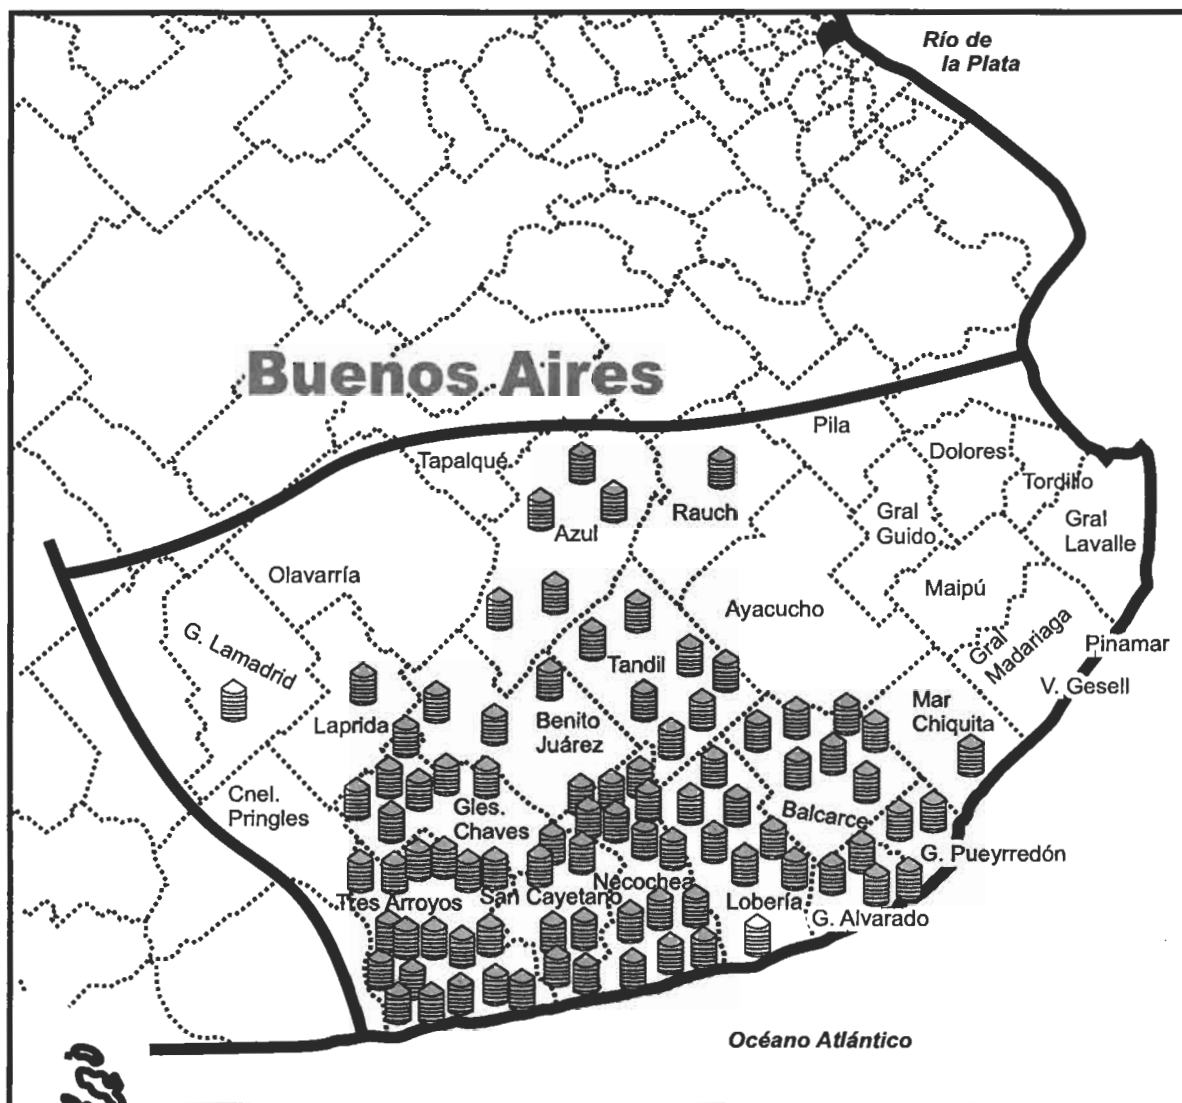 Río de
la Plata
Buenos Aires
Pila
Tapalqué
Dolores
Tordillo
Rauch
Azul
Gral
Guido
Gral
Lavalle
Olavarría
Maipú
Ayacucho
G. Lamadrid
Gral
Madariaga
Pinamar
Tandil
V. Gesell
Laprida
Benito
Juárez
Mar
Chiquita
Cnel.
Pringles
Gles.
Chaves
Balcarce
G. Pueyrredón
Necochea
Tres Arroyos
San Cayetano
Lobería
G. Alvarado
Océano Atlántico